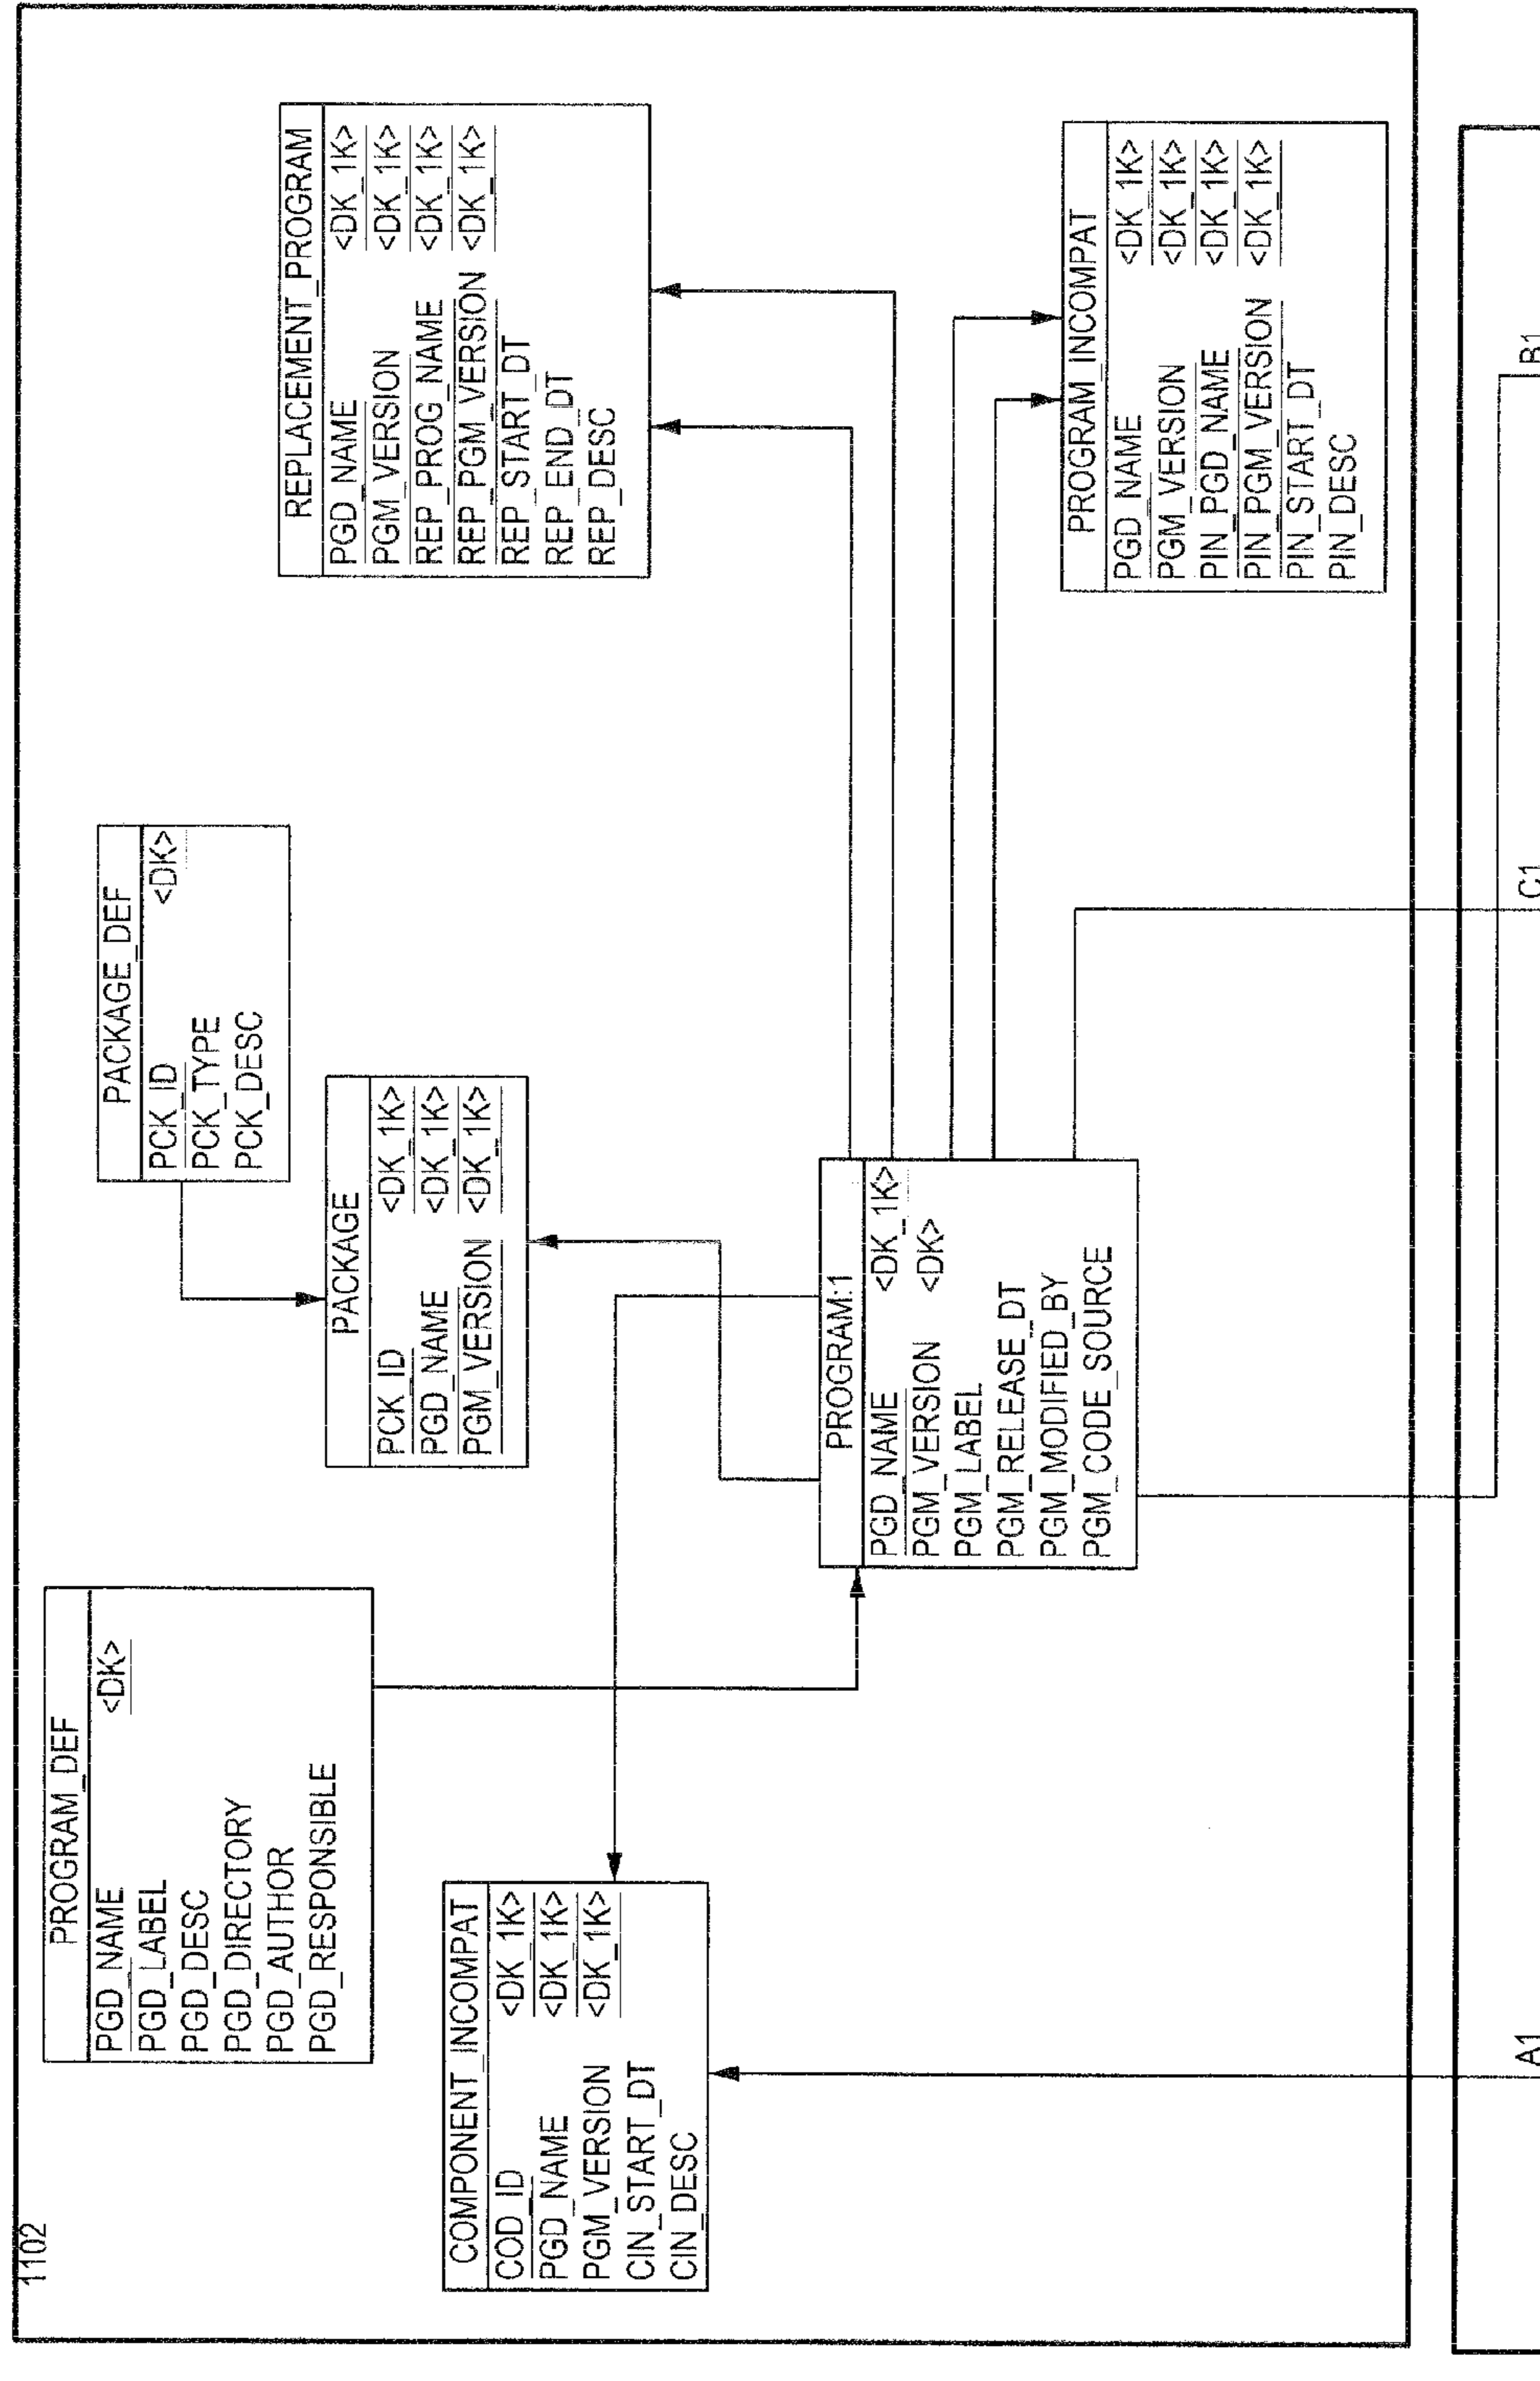 1102
PROGRAM_DEF
PGD_NAME <DK>
PGD_LABEL
PGD_DESC
PGD_DIRECTORY
PGD_AUTHOR
PGD_RESPONSIBLE
PACKAGE_DEF
PCK_ID <DK>
PCK_TYPE
PCK_DESC
REPLACEMENT_PROGRAM
PGD_NAME <DK_1K>
PGM_VERSION <DK_1K>
REP_PROG_NAME <DK_1K>
REP_PGM_VERSION <DK_1K>
REP_START_DT
REP_END_DT
REP_DESC
PACKAGE
PCK_ID <DK_1K>
PGD_NAME <DK_1K>
PGM_VERSION <DK_1K>
COMPONENT_INCOMPAT
COD_ID <DK_1K>
PGD_NAME <DK_1K>
PGM_VERSION <DK_1K>
CIN_START_DT
CIN_DESC
PROGRAM:1
PGD_NAME <DK_1K>
PGM_VERSION <DK>
PGM_LABEL
PGM_RELEASE_DT
PGM_MODIFIED_BY
PGM_CODE_SOURCE
PROGRAM_INCOMPAT
PGD_NAME <DK_1K>
PGM_VERSION <DK_1K>
PIN_PGD_NAME <DK_1K>
PIN_PGM_VERSION <DK_1K>
PIN_START_DT
PIN_DESC
A1
C1
B1